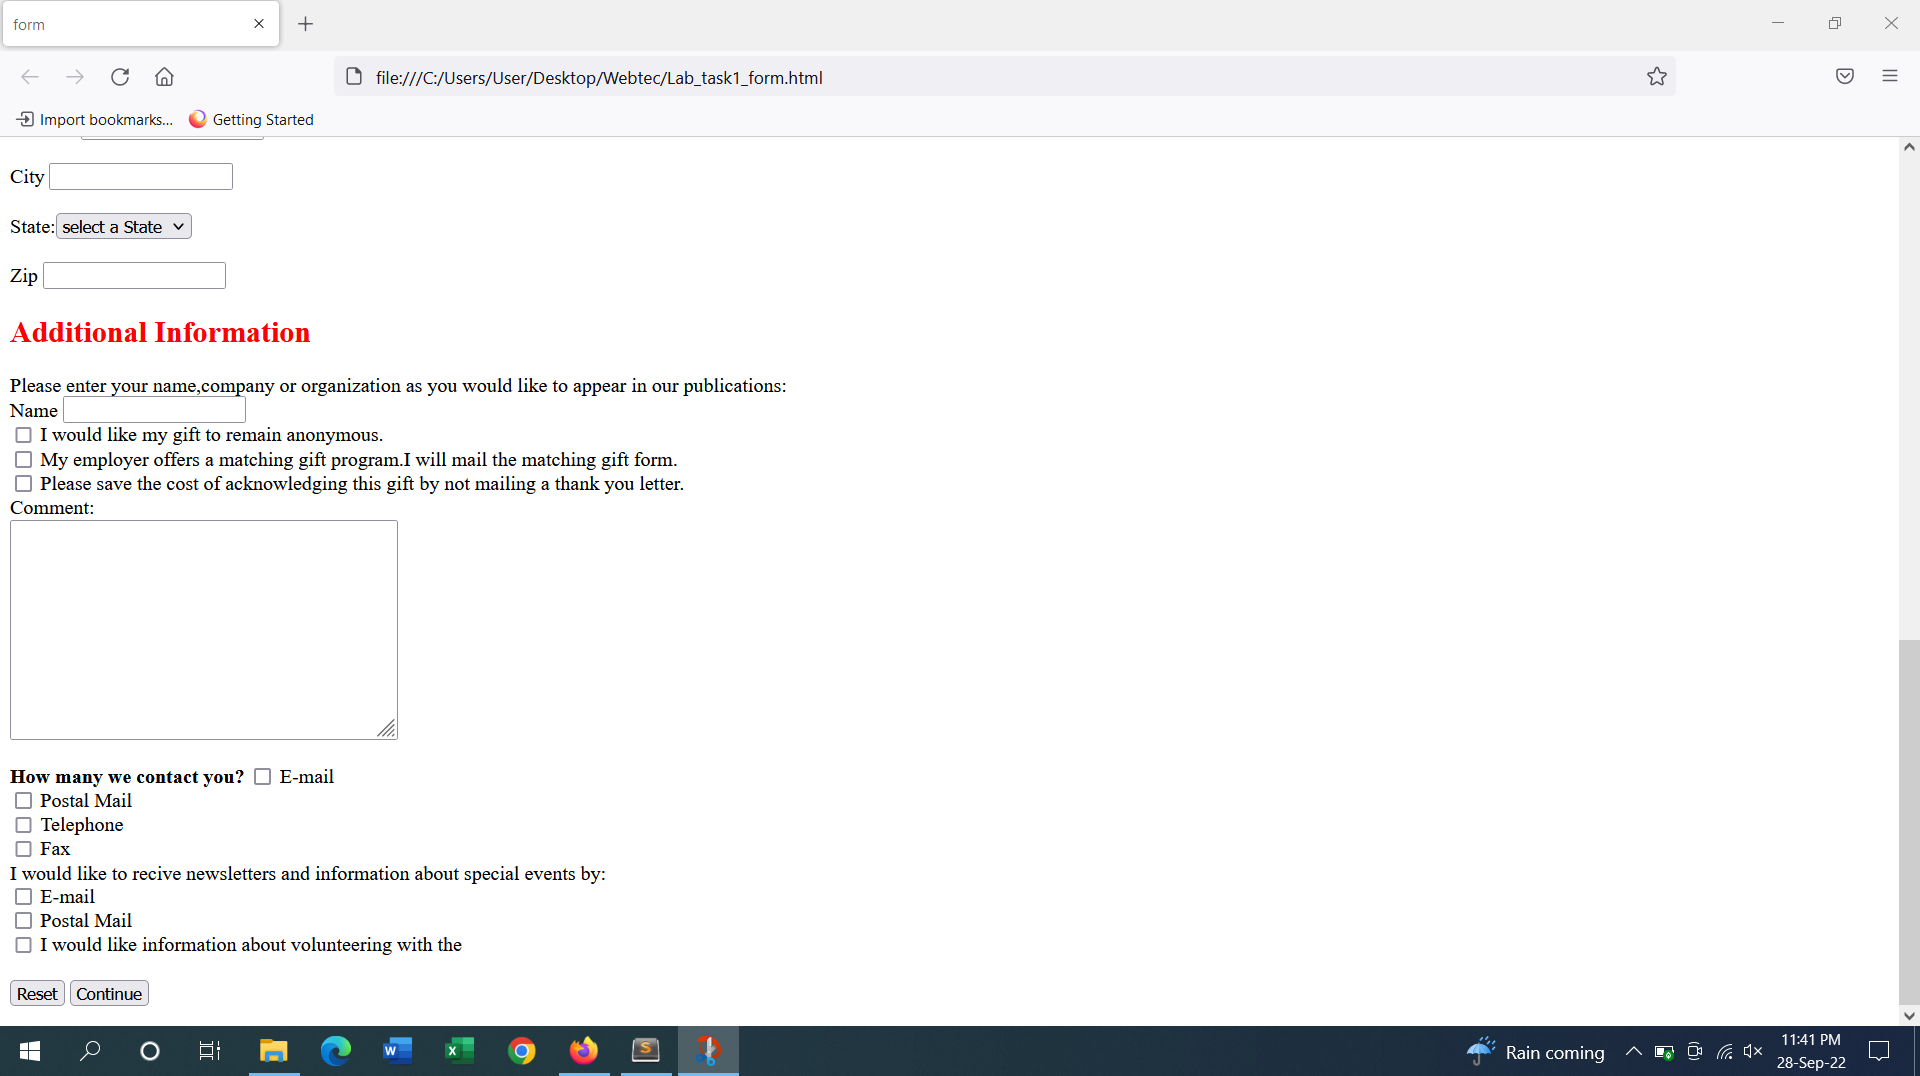 form
file:///C:/Users/User/Desktop/Webtec/Lab_task1_form.html
Import bookmarks... Getting Started
City
State: select a State
Zip
Additional Information
Please enter your name,company or organization as you would like to appear in our publications:
Name
I would like my gift to remain anonymous.
My employer offers a matching gift program.I will mail the matching gift form.
Please save the cost of acknowledging this gift by not mailing a thank you letter.
Comment:
How many we contact you? E-mail
Postal Mail
Telephone
Fax
I would like to recive newsletters and information about special events by:
E-mail
Postal Mail
I would like information about volunteering with the
Reset Continue
Rain coming
11:41 PM
28-Sep-22